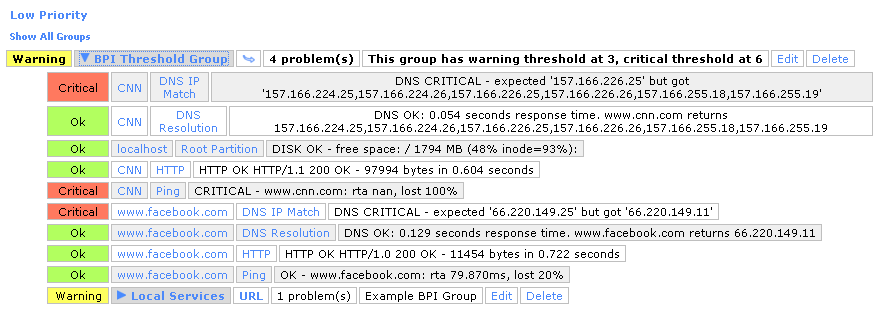 Low Priority
Show All Groups
Warning ▼ BPI Threshold Group 4 problem(s) This group has warning threshold at 3, critical threshold at 6 Edit Delete
Critical CNN DNS IP Match DNS CRITICAL - expected '157.166.226.25' but got
'157.166.224.25,157.166.224.26,157.166.226.25,157.166.226.26,157.166.255.18,157.166.255.19'
Ok CNN DNS Resolution DNS OK: 0.054 seconds response time. www.cnn.com returns
157.166.224.25,157.166.224.26,157.166.226.25,157.166.226.26,157.166.255.18,157.166.255.19
Ok localhost Root Partition DISK OK - free space: / 1794 MB (48% inode=93%):
Ok CNN HTTP HTTP OK HTTP/1.1 200 OK - 97994 bytes in 0.604 seconds
Critical CNN Ping CRITICAL - www.cnn.com: rta nan, lost 100%
Critical www.facebook.com DNS IP Match DNS CRITICAL - expected '66.220.149.25' but got '66.220.149.11'
Ok www.facebook.com DNS Resolution DNS OK: 0.129 seconds response time. www.facebook.com returns 66.220.149.11
Ok www.facebook.com HTTP HTTP OK HTTP/1.0 200 OK - 11454 bytes in 0.722 seconds
Ok www.facebook.com Ping OK - www.facebook.com: rta 79.870ms, lost 20%
Warning ▶ Local Services URL 1 problem(s) Example BPI Group Edit Delete